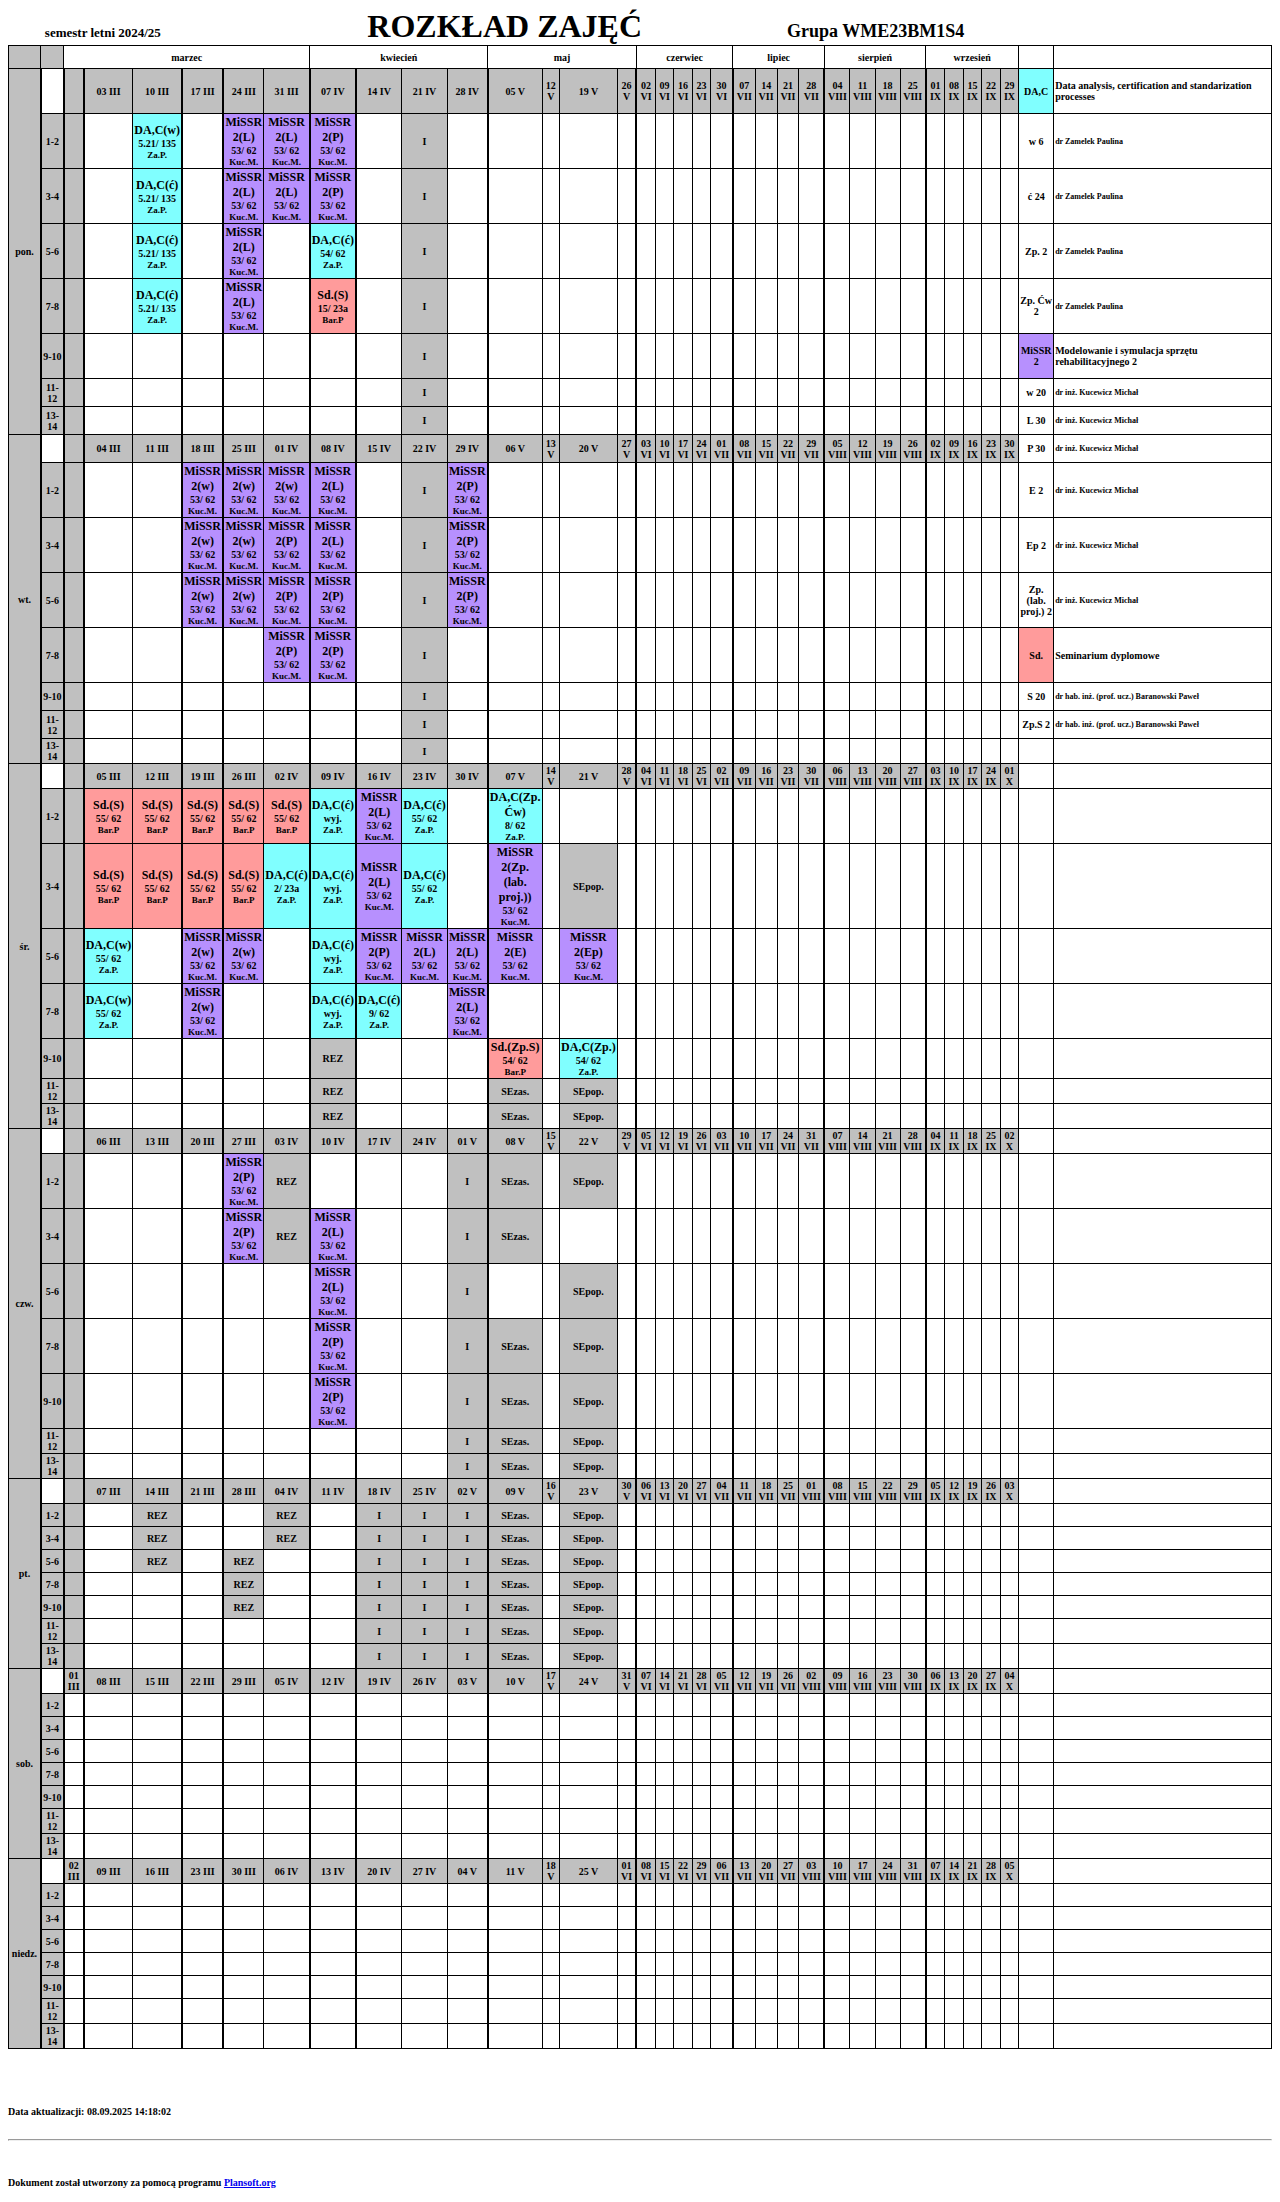 semestr letni 2024/25 ROZKŁAD ZAJĘĆ Grupa WME23BM1S4
marzec kwiecień maj czerwiec lipiec sierpień wrzesień
pon. 03 III 10 III 17 III 24 III 31 III 07 IV 14 IV 21 IV 28 IV 05 V 12 V 19 V 26 V 02 VI 09 VI 16 VI 23 VI 30 VI 07 VII 14 VII 21 VII 28 VII 04 VIII 11 VIII 18 VIII 25 VIII 01 IX 08 IX 15 IX 22 IX 29 IX DA,C Data analysis, certification and standarization processes
1-2 DA,C(w) 5.21/ 135 Za.P. MiSSR 2(L) 53/ 62 Kuc.M. MiSSR 2(L) 53/ 62 Kuc.M. MiSSR 2(P) 53/ 62 Kuc.M. I w 6 dr Zamelek Paulina
3-4 DA,C(ć) 5.21/ 135 Za.P. MiSSR 2(L) 53/ 62 Kuc.M. MiSSR 2(L) 53/ 62 Kuc.M. MiSSR 2(P) 53/ 62 Kuc.M. I ć 24 dr Zamelek Paulina
5-6 DA,C(ć) 5.21/ 135 Za.P. MiSSR 2(L) 53/ 62 Kuc.M. DA,C(ć) 54/ 62 Za.P. I Zp. 2 dr Zamelek Paulina
7-8 DA,C(ć) 5.21/ 135 Za.P. MiSSR 2(L) 53/ 62 Kuc.M. Sd.(S) 15/ 23a Bar.P I Zp. Ćw 2 dr Zamelek Paulina
9-10 I MiSSR 2 Modelowanie i symulacja sprzętu rehabilitacyjnego 2
11-12 I w 20 dr inż. Kucewicz Michał
13-14 I L 30 dr inż. Kucewicz Michał
wt. 04 III 11 III 18 III 25 III 01 IV 08 IV 15 IV 22 IV 29 IV 06 V 13 V 20 V 27 V 03 VI 10 VI 17 VI 24 VI 01 VII 08 VII 15 VII 22 VII 29 VII 05 VIII 12 VIII 19 VIII 26 VIII 02 IX 09 IX 16 IX 23 IX 30 IX P 30 dr inż. Kucewicz Michał
1-2 MiSSR 2(w) 53/ 62 Kuc.M. MiSSR 2(w) 53/ 62 Kuc.M. MiSSR 2(w) 53/ 62 Kuc.M. MiSSR 2(L) 53/ 62 Kuc.M. I MiSSR 2(P) 53/ 62 Kuc.M. E 2 dr inż. Kucewicz Michał
3-4 MiSSR 2(w) 53/ 62 Kuc.M. MiSSR 2(w) 53/ 62 Kuc.M. MiSSR 2(P) 53/ 62 Kuc.M. MiSSR 2(L) 53/ 62 Kuc.M. I MiSSR 2(P) 53/ 62 Kuc.M. Ep 2 dr inż. Kucewicz Michał
5-6 MiSSR 2(w) 53/ 62 Kuc.M. MiSSR 2(w) 53/ 62 Kuc.M. MiSSR 2(P) 53/ 62 Kuc.M. MiSSR 2(P) 53/ 62 Kuc.M. I MiSSR 2(P) 53/ 62 Kuc.M. Zp. (lab. proj.) 2 dr inż. Kucewicz Michał
7-8 MiSSR 2(P) 53/ 62 Kuc.M. MiSSR 2(P) 53/ 62 Kuc.M. I Sd. Seminarium dyplomowe
9-10 I S 20 dr hab. inż. (prof. ucz.) Baranowski Paweł
11-12 I Zp.S 2 dr hab. inż. (prof. ucz.) Baranowski Paweł
13-14 I
śr. 05 III 12 III 19 III 26 III 02 IV 09 IV 16 IV 23 IV 30 IV 07 V 14 V 21 V 28 V 04 VI 11 VI 18 VI 25 VI 02 VII 09 VII 16 VII 23 VII 30 VII 06 VIII 13 VIII 20 VIII 27 VIII 03 IX 10 IX 17 IX 24 IX 01 X
1-2 Sd.(S) 55/ 62 Bar.P Sd.(S) 55/ 62 Bar.P Sd.(S) 55/ 62 Bar.P Sd.(S) 55/ 62 Bar.P Sd.(S) 55/ 62 Bar.P DA,C(ć) wyj. Za.P. MiSSR 2(L) 53/ 62 Kuc.M. DA,C(ć) 55/ 62 Za.P. DA,C(Zp. Ćw) 8/ 62 Za.P.
3-4 Sd.(S) 55/ 62 Bar.P Sd.(S) 55/ 62 Bar.P Sd.(S) 55/ 62 Bar.P Sd.(S) 55/ 62 Bar.P DA,C(ć) 2/ 23a Za.P. DA,C(ć) wyj. Za.P. MiSSR 2(L) 53/ 62 Kuc.M. DA,C(ć) 55/ 62 Za.P. MiSSR 2(Zp. (lab. proj.)) 53/ 62 Kuc.M. SEpop.
5-6 DA,C(w) 55/ 62 Za.P. MiSSR 2(w) 53/ 62 Kuc.M. MiSSR 2(w) 53/ 62 Kuc.M. DA,C(ć) wyj. Za.P. MiSSR 2(P) 53/ 62 Kuc.M. MiSSR 2(L) 53/ 62 Kuc.M. MiSSR 2(L) 53/ 62 Kuc.M. MiSSR 2(E) 53/ 62 Kuc.M. MiSSR 2(Ep) 53/ 62 Kuc.M.
7-8 DA,C(w) 55/ 62 Za.P. MiSSR 2(w) 53/ 62 Kuc.M. DA,C(ć) wyj. Za.P. DA,C(ć) 9/ 62 Za.P. MiSSR 2(L) 53/ 62 Kuc.M.
9-10 REZ Sd.(Zp.S) 54/ 62 Bar.P DA,C(Zp.) 54/ 62 Za.P.
11-12 REZ SEzas. SEpop.
13-14 REZ SEzas. SEpop.
czw. 06 III 13 III 20 III 27 III 03 IV 10 IV 17 IV 24 IV 01 V 08 V 15 V 22 V 29 V 05 VI 12 VI 19 VI 26 VI 03 VII 10 VII 17 VII 24 VII 31 VII 07 VIII 14 VIII 21 VIII 28 VIII 04 IX 11 IX 18 IX 25 IX 02 X
1-2 MiSSR 2(P) 53/ 62 Kuc.M. REZ I SEzas. SEpop.
3-4 MiSSR 2(P) 53/ 62 Kuc.M. REZ MiSSR 2(L) 53/ 62 Kuc.M. I SEzas.
5-6 MiSSR 2(L) 53/ 62 Kuc.M. I SEpop.
7-8 MiSSR 2(P) 53/ 62 Kuc.M. I SEzas. SEpop.
9-10 MiSSR 2(P) 53/ 62 Kuc.M. I SEzas. SEpop.
11-12 I SEzas. SEpop.
13-14 I SEzas. SEpop.
pt. 07 III 14 III 21 III 28 III 04 IV 11 IV 18 IV 25 IV 02 V 09 V 16 V 23 V 30 V 06 VI 13 VI 20 VI 27 VI 04 VII 11 VII 18 VII 25 VII 01 VIII 08 VIII 15 VIII 22 VIII 29 VIII 05 IX 12 IX 19 IX 26 IX 03 X
1-2 REZ REZ I I I SEzas. SEpop.
3-4 REZ REZ I I I SEzas. SEpop.
5-6 REZ REZ I I I SEzas. SEpop.
7-8 REZ I I I SEzas. SEpop.
9-10 REZ I I I SEzas. SEpop.
11-12 I I I SEzas. SEpop.
13-14 I I I SEzas. SEpop.
sob. 01 III 08 III 15 III 22 III 29 III 05 IV 12 IV 19 IV 26 IV 03 V 10 V 17 V 24 V 31 V 07 VI 14 VI 21 VI 28 VI 05 VII 12 VII 19 VII 26 VII 02 VIII 09 VIII 16 VIII 23 VIII 30 VIII 06 IX 13 IX 20 IX 27 IX 04 X
1-2
3-4
5-6
7-8
9-10
11-12
13-14
niedz. 02 III 09 III 16 III 23 III 30 III 06 IV 13 IV 20 IV 27 IV 04 V 11 V 18 V 25 V 01 VI 08 VI 15 VI 22 VI 29 VI 06 VII 13 VII 20 VII 27 VII 03 VIII 10 VIII 17 VIII 24 VIII 31 VIII 07 IX 14 IX 21 IX 28 IX 05 X
1-2
3-4
5-6
7-8
9-10
11-12
13-14
Data aktualizacji: 08.09.2025 14:18:02
Dokument został utworzony za pomocą programu Plansoft.org